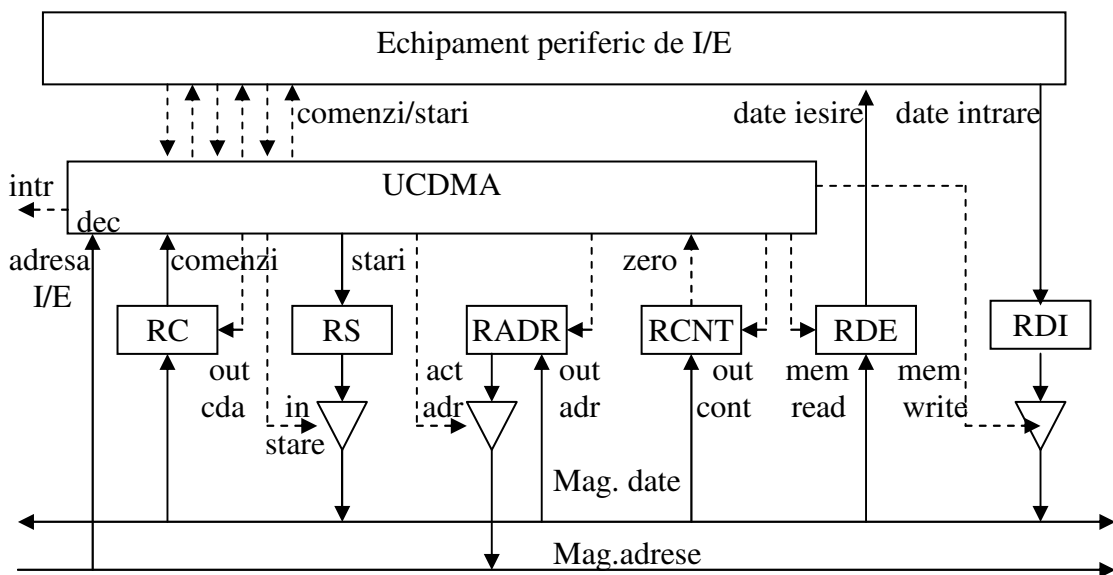 Echipament periferic de I/E
comenzi/stari
date iesire
date intrare
UCDMA
intr
dec
adresa
I/E
comenzi
stari
zero
RC
RS
RADR
RCNT
RDE
RDI
out
cda
in
stare
act
adr
out
adr
out
cont
mem
read
mem
write
Mag. date
Mag.adrese